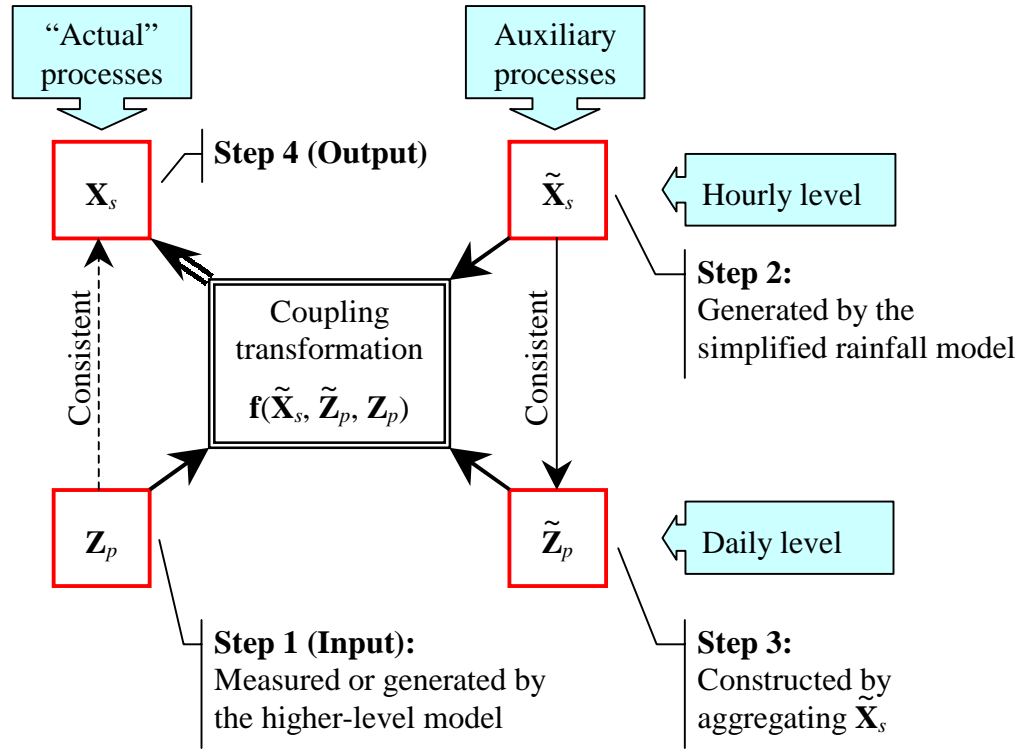 “Actual”
processes
Auxiliary
processes
Step 4 (Output)
Xₛ
X̃ₛ
Hourly level
Step 2:
Generated by the
simplified rainfall model
Consistent
Coupling
transformation
f(X̃ₛ, Z̃ₚ, Zₚ)
Consistent
Zₚ
Z̃ₚ
Daily level
Step 1 (Input):
Measured or generated by
the higher-level model
Step 3:
Constructed by
aggregating X̃ₛ